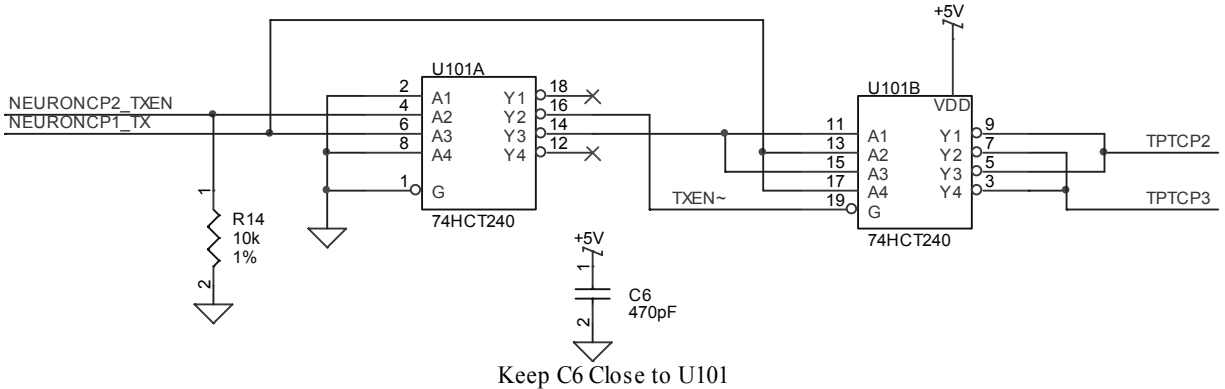 +5V
U101A
U101B
NEURONCP2_TXEN
NEURONCP1_TX
2 A1 Y1 18
4 A2 Y2 16
6 A3 Y3 14
8 A4 Y4 12
1 G
74HCT240
VDD
11 A1 Y1 9
13 A2 Y2 7
15 A3 Y3 5
17 A4 Y4 3
19 G
74HCT240
TPTCP2
TPTCP3
TXEN~
1
R14
10k
1%
2
+5V
1
C6
470pF
2
Keep C6 Close to U101